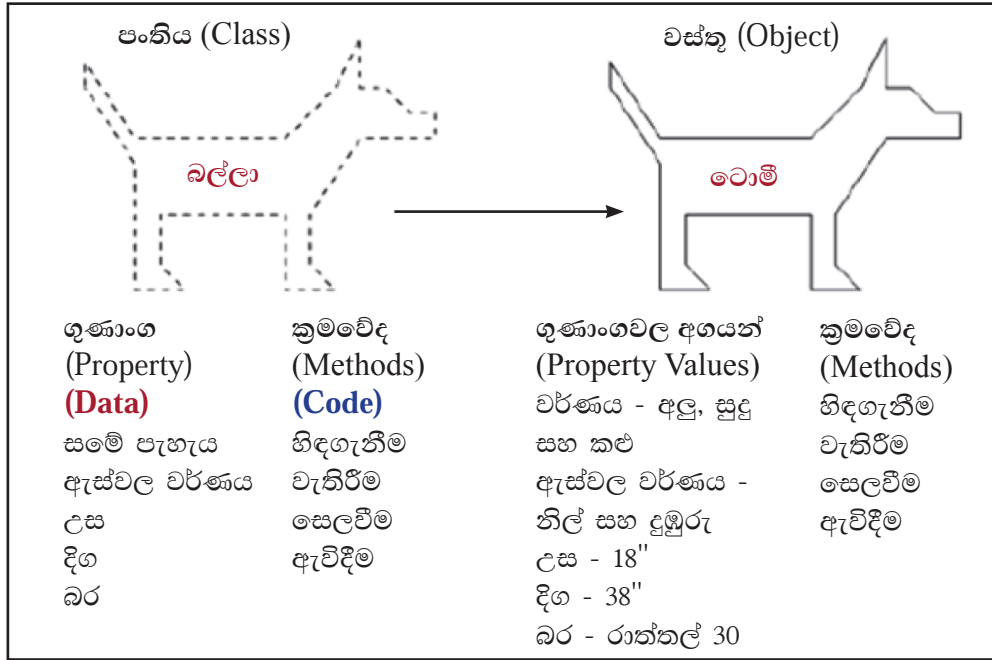 පංතිය (Class)
වස්තූ (Object)
බල්ලා
ටොමී
ගුණාංග
(Property)
(Data)
සමේ පැහැය
ඇස්වල වර්ණය
උස
දිග
බර
ක්‍රමවේද
(Methods)
(Code)
හිඳගැනීම
වැතිරීම
සෙලවීම
ඇවිදීම
ගුණාංගවල අගයන්
(Property Values)
වර්ණය - අලු, සුදු
සහ කළු
ඇස්වල වර්ණය -
නිල් සහ දුඹුරු
උස - 18"
දිග - 38"
බර - රාත්තල් 30
ක්‍රමවේද
(Methods)
හිඳගැනීම
වැතිරීම
සෙලවීම
ඇවිදීම